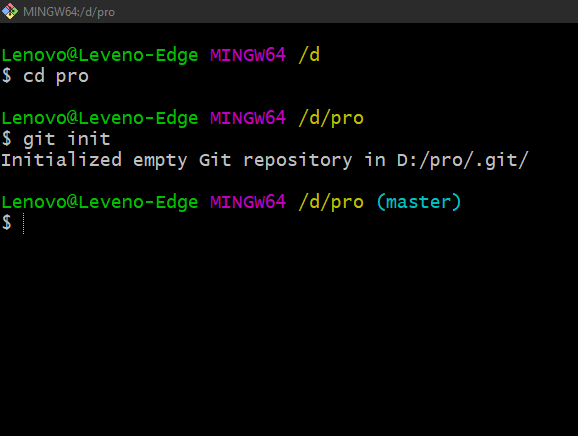 MINGW64:/d/pro
Lenovo@Leveno-Edge MINGW64 /d
$ cd pro
Lenovo@Leveno-Edge MINGW64 /d/pro
$ git init
Initialized empty Git repository in D:/pro/.git/
Lenovo@Leveno-Edge MINGW64 /d/pro (master)
$